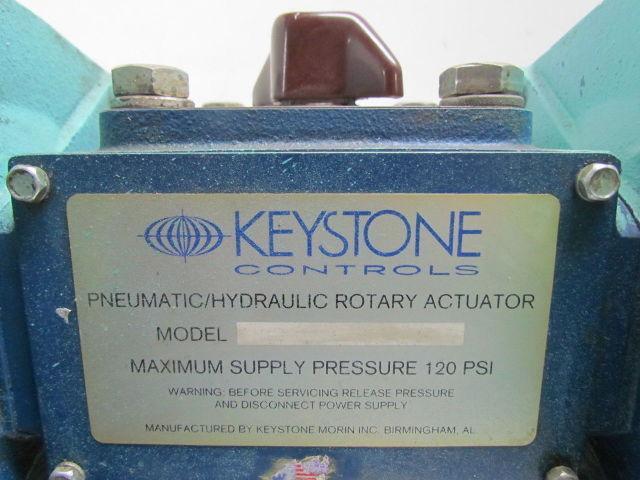 KEYSTONE
CONTROLS
PNEUMATIC/HYDRAULIC ROTARY ACTUATOR
MODEL
MAXIMUM SUPPLY PRESSURE 120 PSI
WARNING: BEFORE SERVICING RELEASE PRESSURE
AND DISCONNECT POWER SUPPLY
MANUFACTURED BY KEYSTONE MORIN INC. BIRMINGHAM, AL.